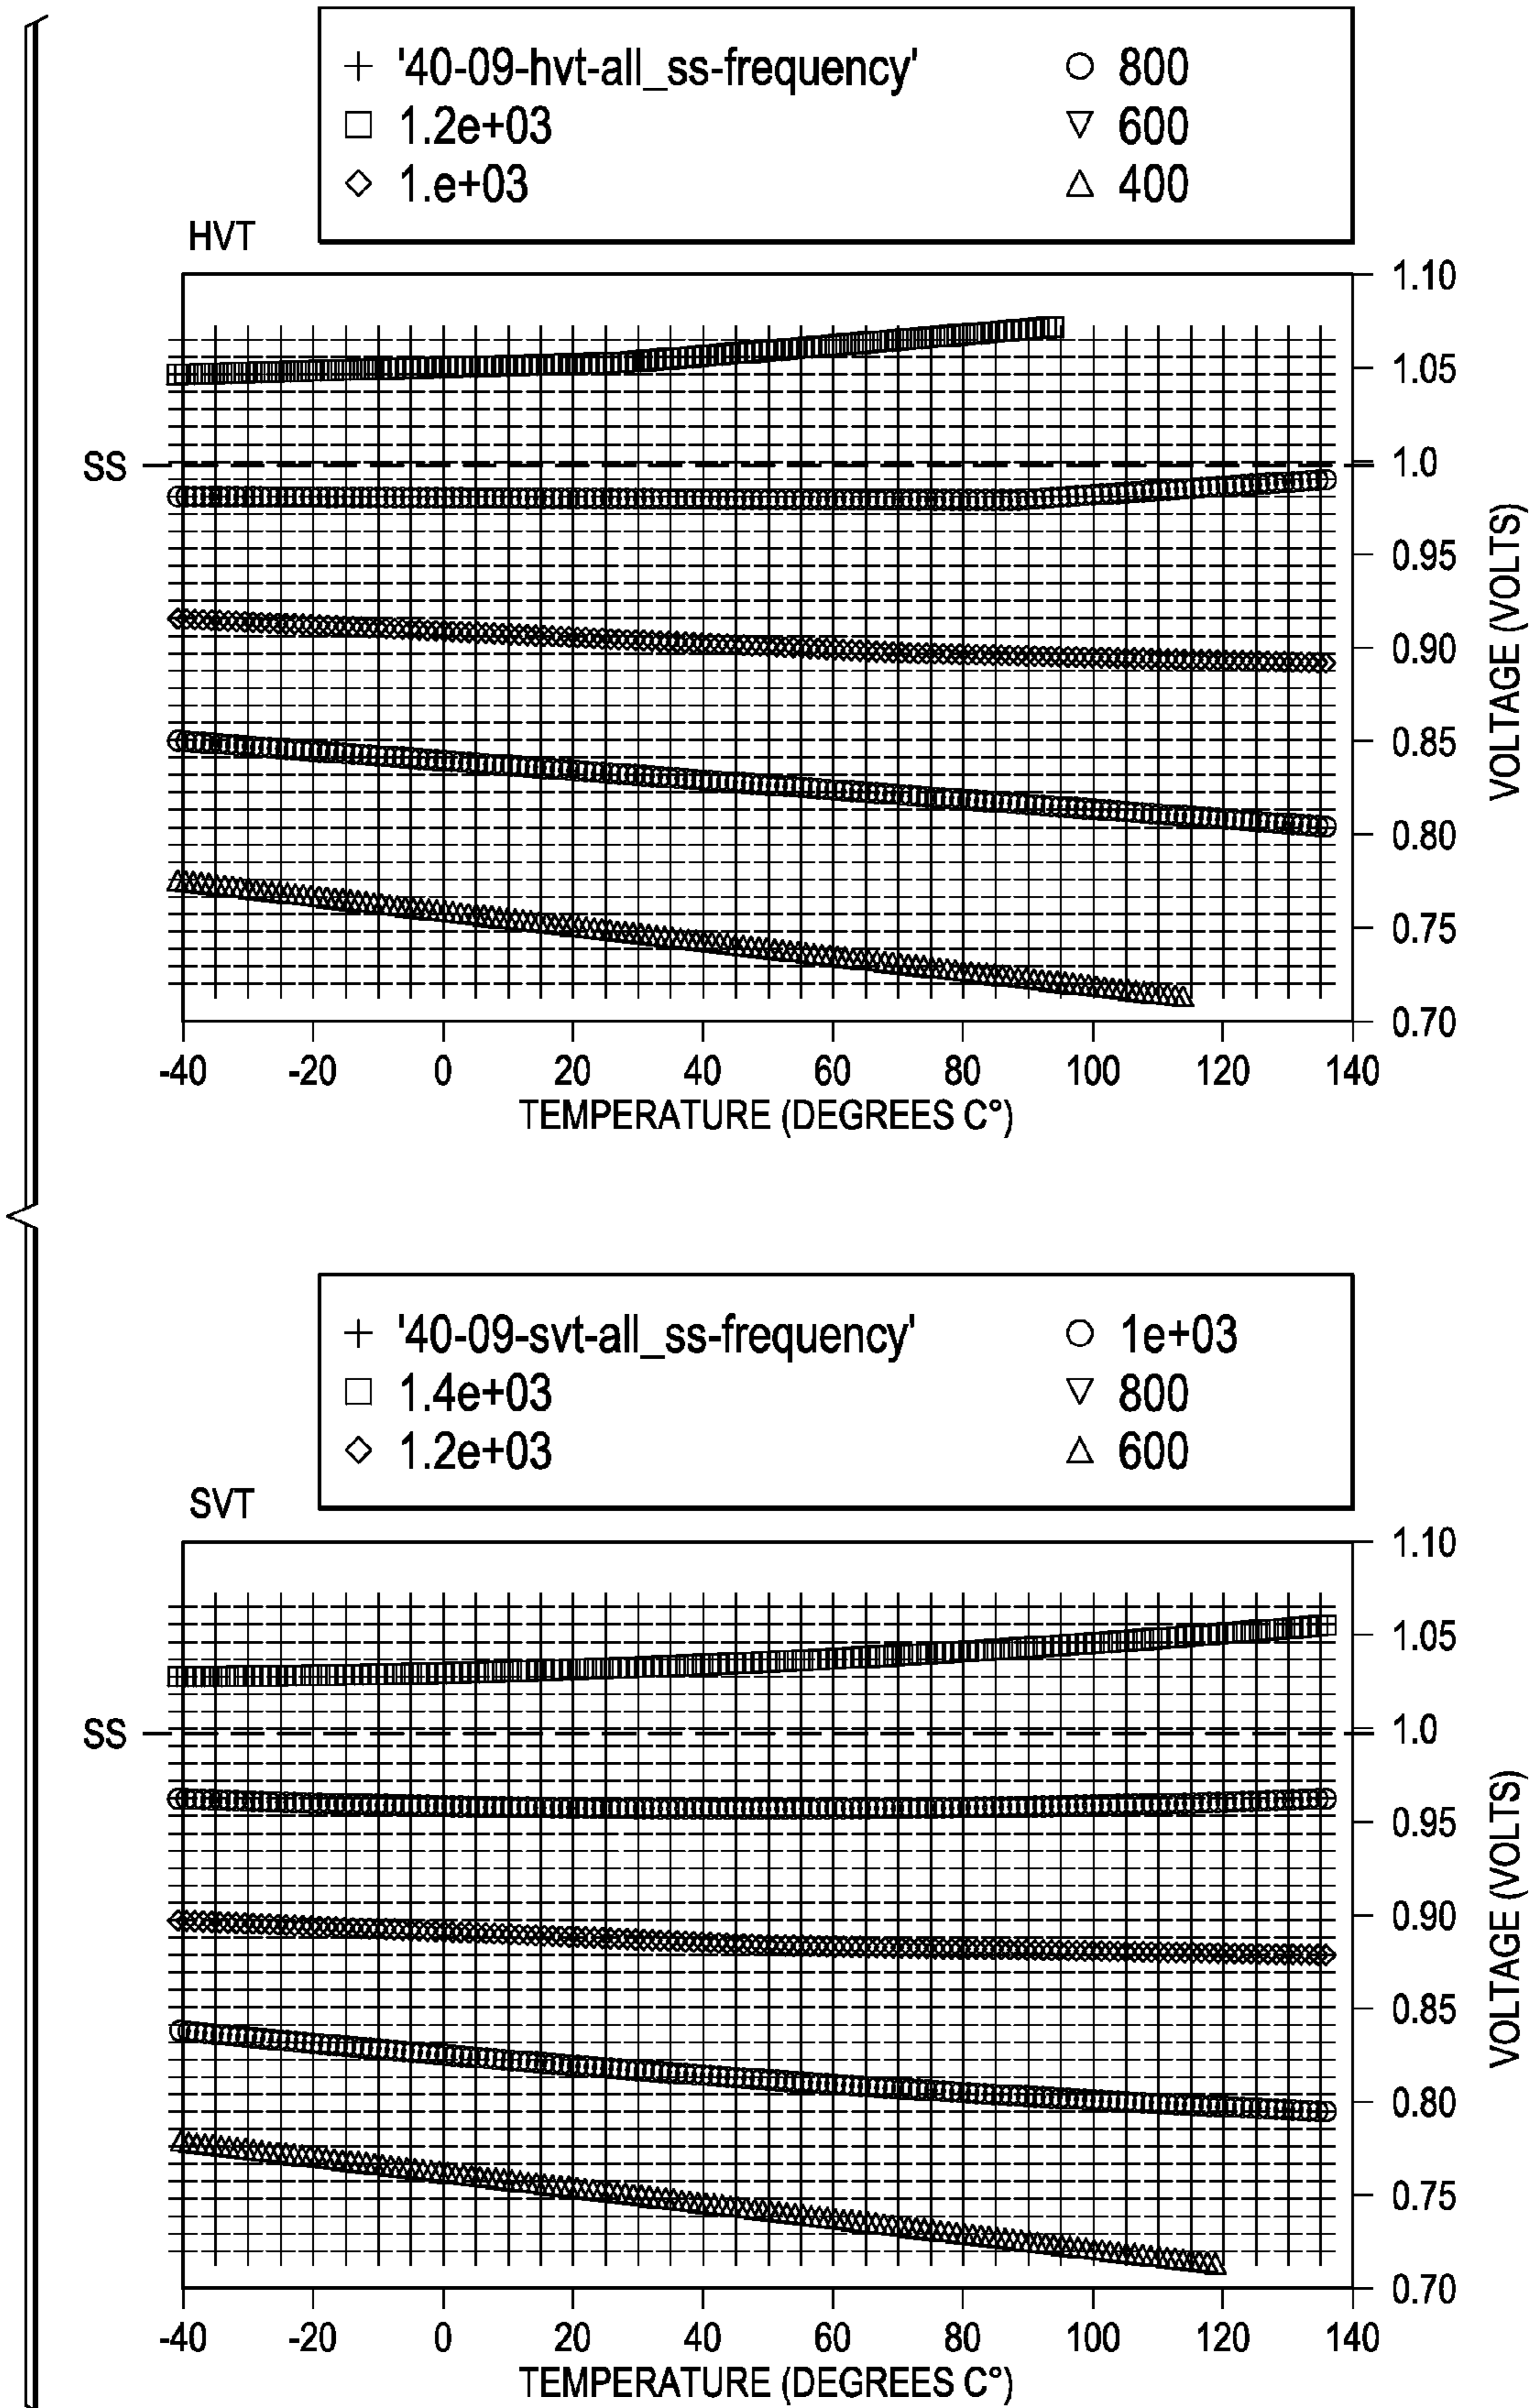 '40-09-hvt-all_ss-frequency' 800
1.2e+03 600
1.e+03 400
HVT
1.10
1.05
SS 1.0
0.95
0.90
0.85
0.80
0.75
0.70
VOLTAGE (VOLTS)
-40 -20 0 20 40 60 80 100 120 140
TEMPERATURE (DEGREES C°)
'40-09-svt-all_ss-frequency' 1e+03
1.4e+03 800
1.2e+03 600
SVT
1.10
1.05
SS 1.0
0.95
0.90
0.85
0.80
0.75
0.70
VOLTAGE (VOLTS)
-40 -20 0 20 40 60 80 100 120 140
TEMPERATURE (DEGREES C°)